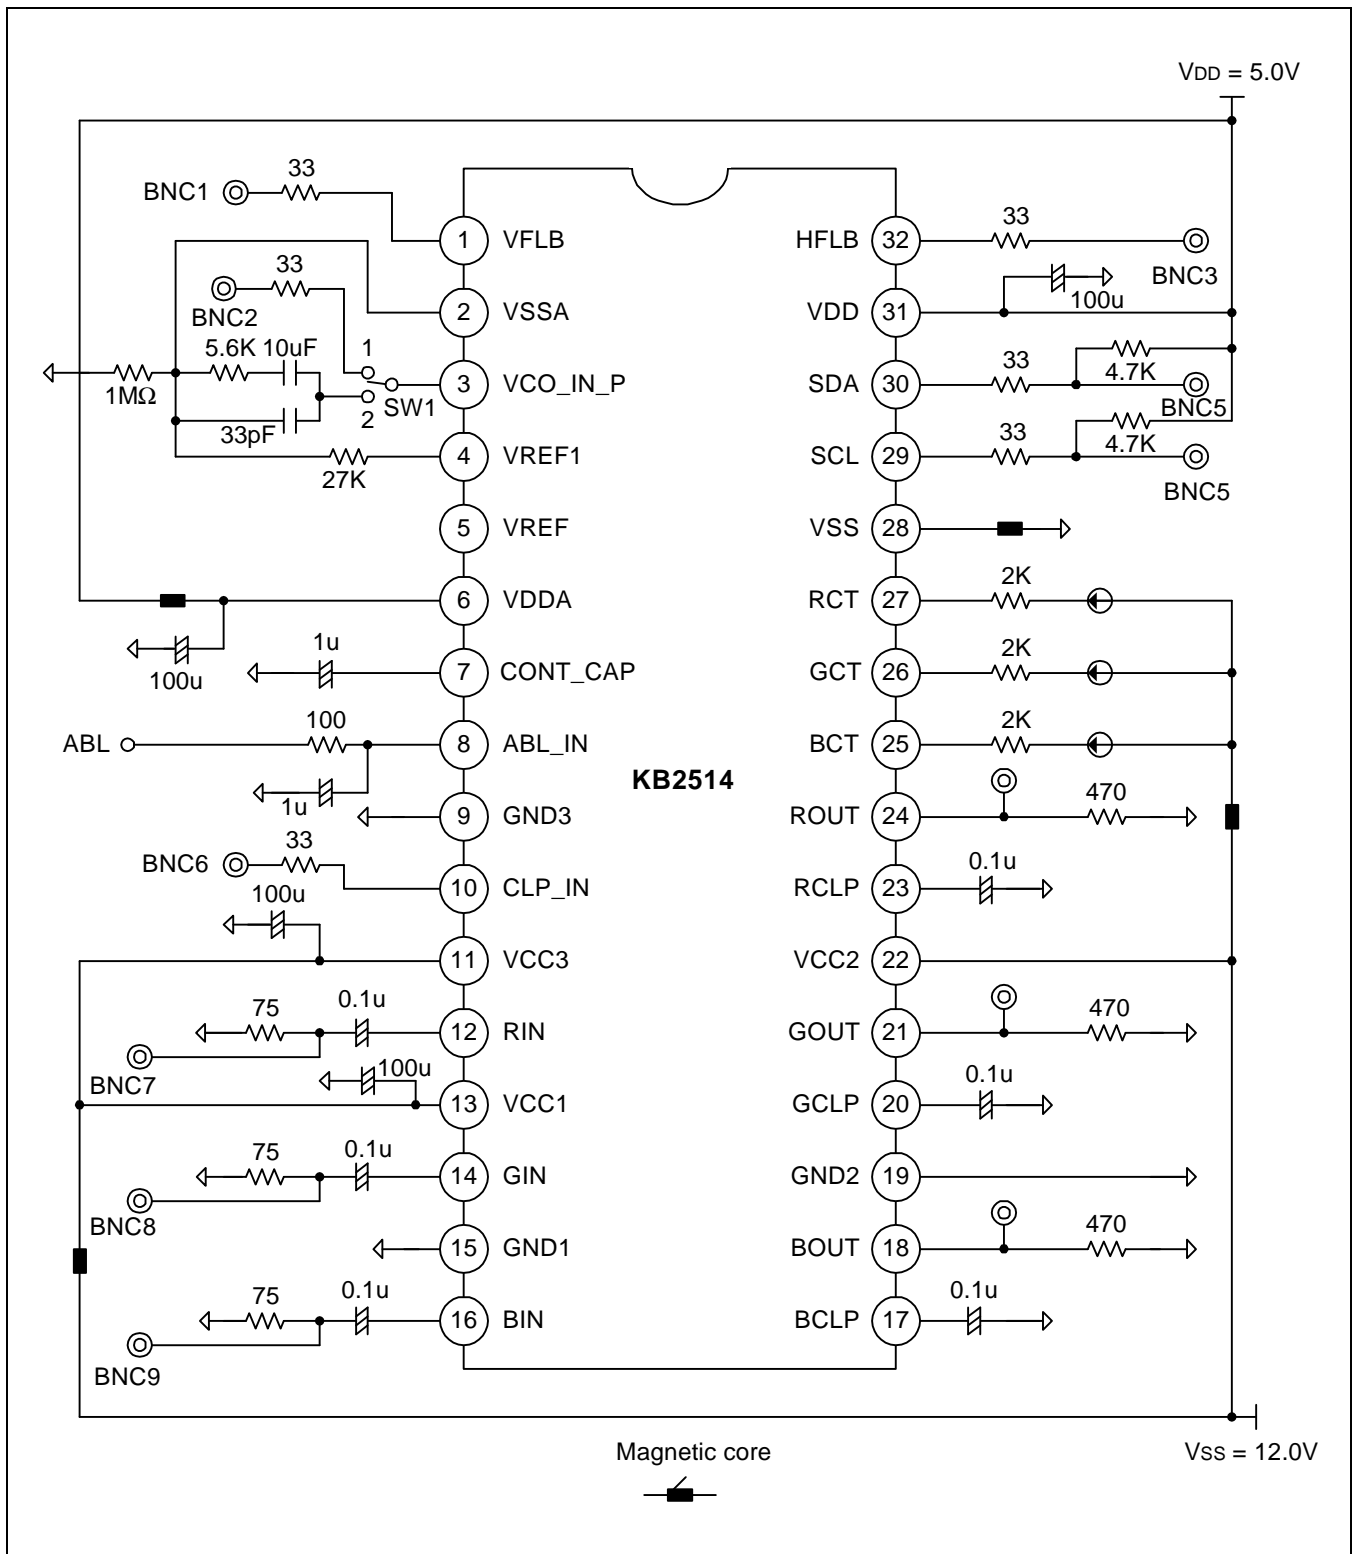 VDD = 5.0V
BNC1
33
1
VFLB
HFLB
32
33
BNC3
33
BNC2
2
VSSA
VDD
31
100u
5.6K
10uF
1
1MΩ
2
SW1
3
VCO_IN_P
SDA
30
33
4.7K
BNC5
33pF
27K
4
VREF1
SCL
29
33
4.7K
BNC5
5
VREF
VSS
28
6
VDDA
RCT
27
2K
100u
1u
7
CONT_CAP
GCT
26
2K
ABL
100
8
ABL_IN
BCT
25
2K
KB2514
1u
9
GND3
ROUT
24
470
BNC6
33
10
CLP_IN
RCLP
23
0.1u
100u
11
VCC3
VCC2
22
75
0.1u
12
RIN
GOUT
21
470
BNC7
100u
13
VCC1
GCLP
20
0.1u
75
0.1u
14
GIN
GND2
19
BNC8
15
GND1
BOUT
18
470
75
0.1u
16
BIN
BCLP
17
0.1u
BNC9
Magnetic core
VSS = 12.0V